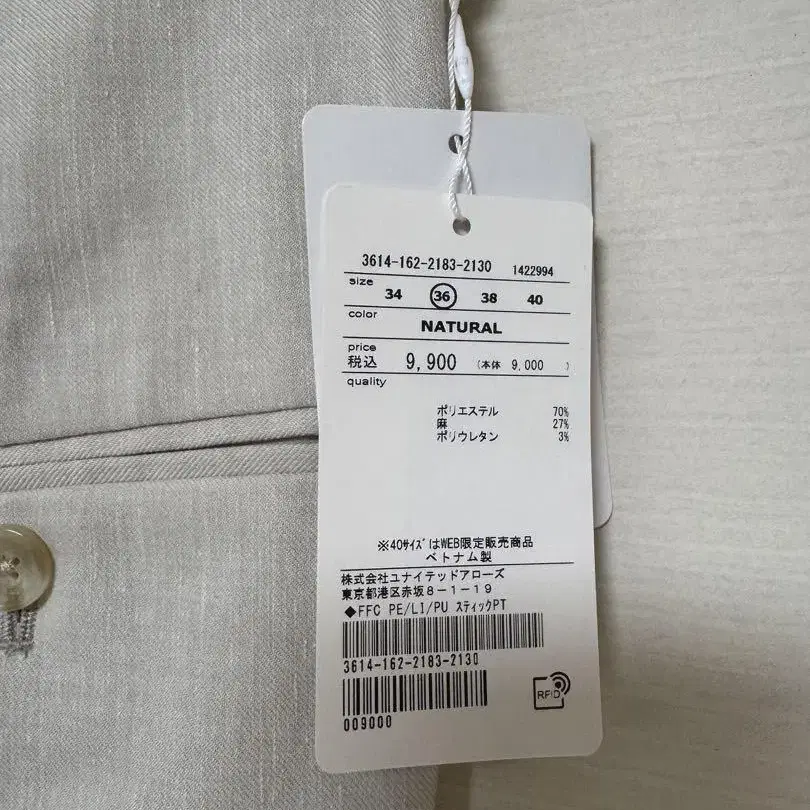 3614-162-2183-2130 1422994
size
34 36 38 40
color
NATURAL
price
税込 9,900 (本体 9,000 )
quality
ポリエステル 70%
麻 27%
ポリウレタン 3%
※40サイズはWEB限定販売商品
ベトナム製
株式会社ユナイテッドアローズ
東京都港区赤坂8-1-19
◆FFC PE/LI/PU スティックPT
3614-162-2183-2130
RFID
009000